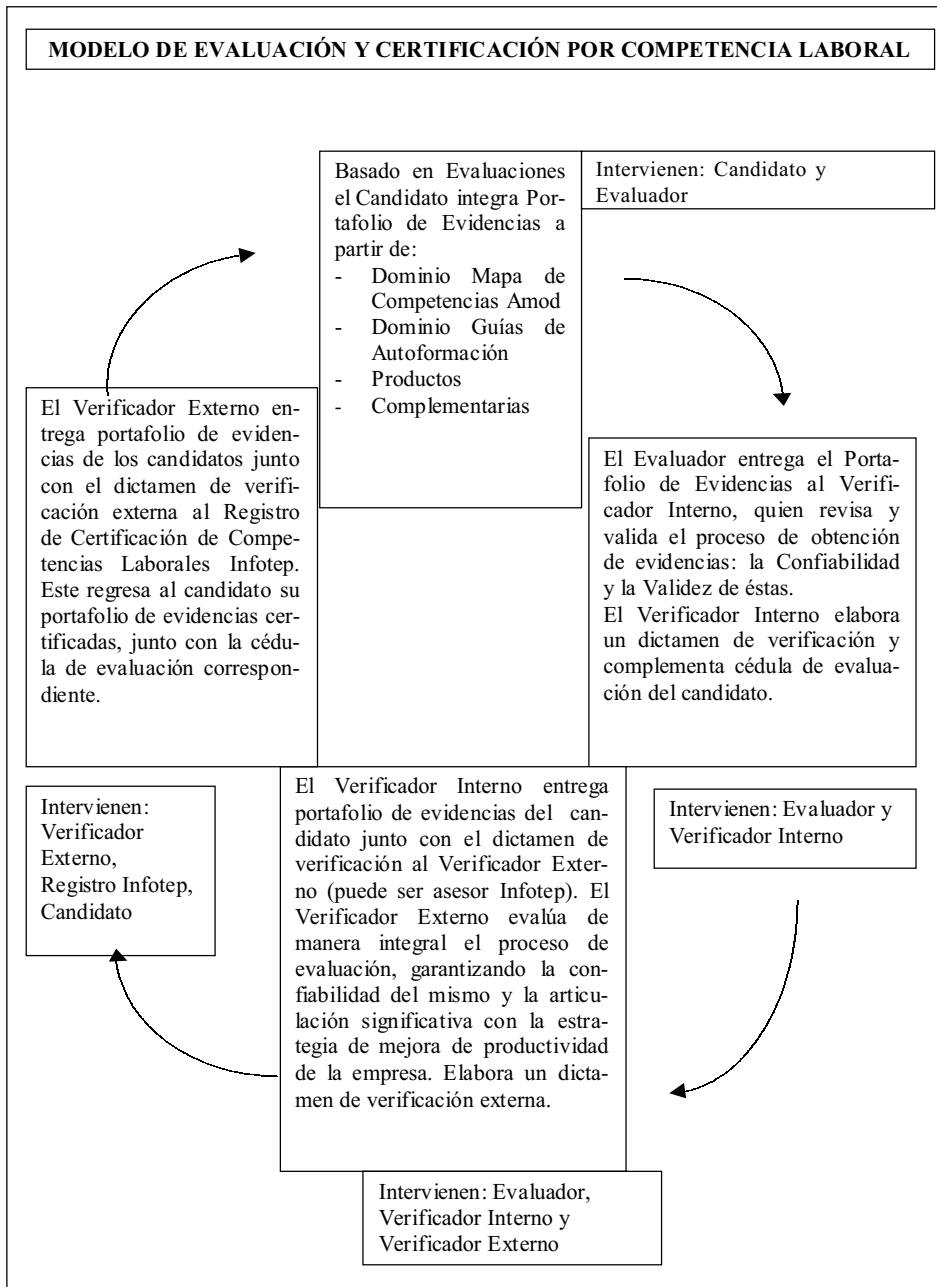 MODELO DE EVALUACIÓN Y CERTIFICACIÓN POR COMPETENCIA LABORAL
Basado en Evaluaciones
el Candidato integra Por-
tafolio de Evidencias a
partir de:
- Dominio Mapa de
Competencias Amod
- Dominio Guías de
Autoformación
- Productos
- Complementarias
Intervienen: Candidato y
Evaluador
El Evaluador entrega el Porta-
folio de Evidencias al Verifi-
cador Interno, quien revisa y
valida el proceso de obtención
de evidencias: la Confiabilidad
y la Validez de éstas.
El Verificador Interno elabora
un dictamen de verificación y
complementa cédula de evalua-
ción del candidato.
Intervienen: Evaluador y
Verificador Interno
El Verificador Interno entrega
portafolio de evidencias del can-
didato junto con el dictamen de
verificación al Verificador Exter-
no (puede ser asesor Infotep). El
Verificador Externo evalúa de
manera integral el proceso de
evaluación, garantizando la con-
fiabilidad del mismo y la articu-
lación significativa con la estra-
tegia de mejora de productividad
de la empresa. Elabora un dicta-
men de verificación externa.
Intervienen: Evaluador,
Verificador Interno y
Verificador Externo
El Verificador Externo en-
trega portafolio de eviden-
cias de los candidatos junto
con el dictamen de verifi-
cación externa al Registro
de Certificación de Compe-
tencias Laborales Infotep.
Este regresa al candidato su
portafolio de evidencias cer-
tificadas, junto con la cédu-
la de evaluación correspon-
diente.
Intervienen:
Verificador
Externo,
Registro Infotep,
Candidato